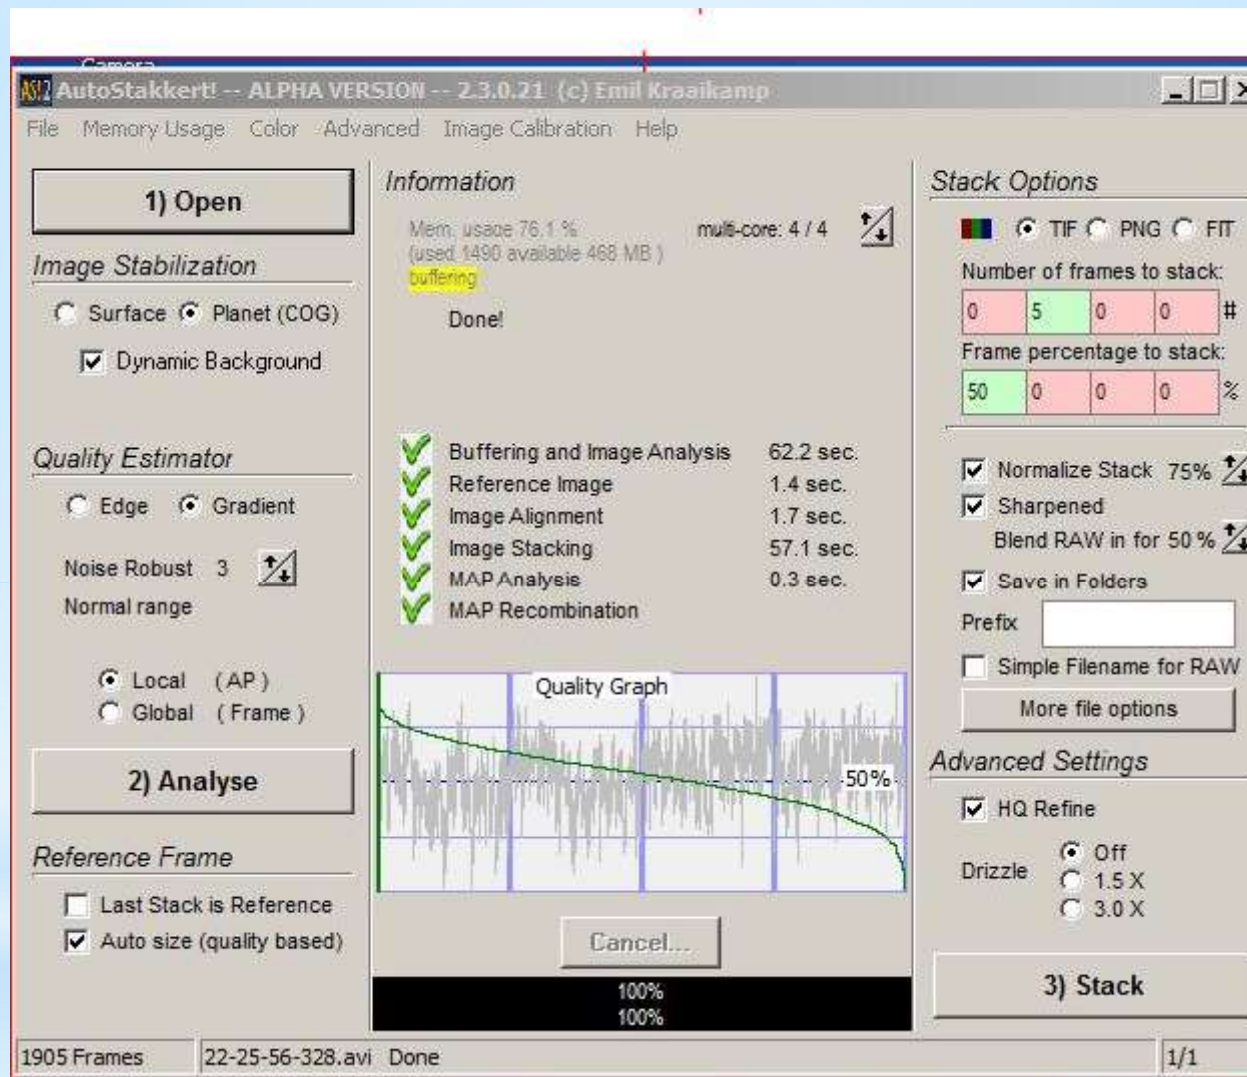 Camera
AS!2 AutoStakkert! -- ALPHA VERSION -- 2.3.0.21 (c) Emil Kraaikamp
File Memory Usage Color Advanced Image Calibration Help
1) Open
Image Stabilization
Surface Planet (COG)
Dynamic Background
Quality Estimator
Edge Gradient
Noise Robust 3
Normal range
Local (AP)
Global (Frame)
2) Analyse
Reference Frame
Last Stack is Reference
Auto size (quality based)
Information
Mem. usage 76.1 %
(used 1490 available 468 MB )
buffering
multi-core: 4 / 4
Done!
Buffering and Image Analysis 62.2 sec.
Reference Image 1.4 sec.
Image Alignment 1.7 sec.
Image Stacking 57.1 sec.
MAP Analysis 0.3 sec.
MAP Recombination
Quality Graph
50%
Cancel...
100%
100%
Stack Options
TIF PNG FIT
Number of frames to stack:
0 5 0 0 #
Frame percentage to stack:
50 0 0 0 %
Normalize Stack 75%
Sharpened
Blend RAW in for 50 %
Save in Folders
Prefix
Simple Filename for RAW
More file options
Advanced Settings
HQ Refine
Drizzle
Off
1.5 X
3.0 X
3) Stack
1905 Frames 22-25-56-328.avi Done 1/1